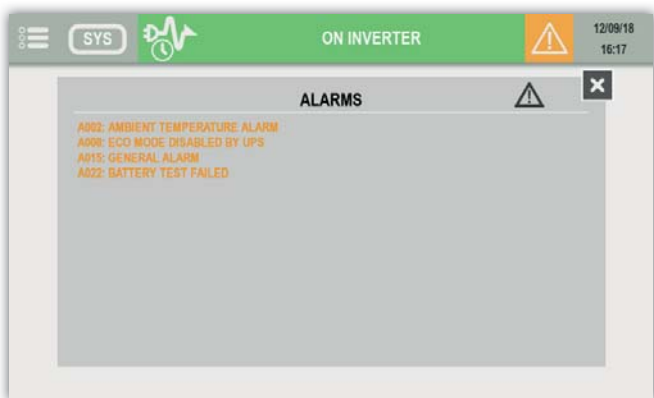 SYS
ON INVERTER
12/09/18
16:17
ALARMS
A002: AMBIENT TEMPERATURE ALARM
A008: ECO MODE DISABLED BY UPS
A015: GENERAL ALARM
A022: BATTERY TEST FAILED